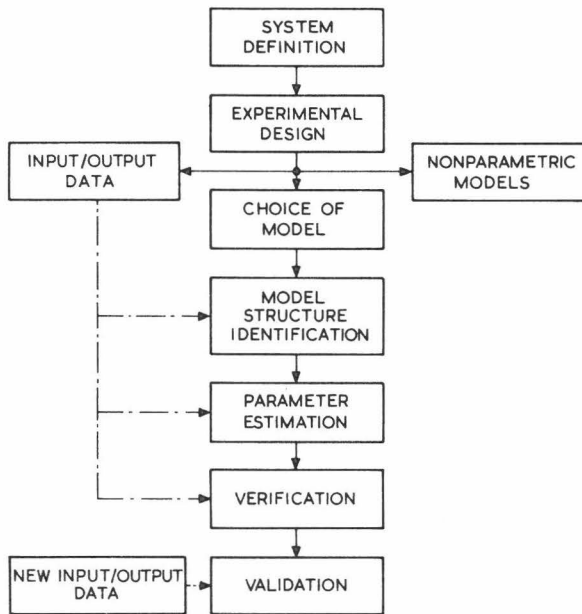 SYSTEM
DEFINITION
EXPERIMENTAL
DESIGN
INPUT/OUTPUT
DATA
NONPARAMETRIC
MODELS
CHOICE OF
MODEL
MODEL
STRUCTURE
IDENTIFICATION
PARAMETER
ESTIMATION
VERIFICATION
NEW INPUT/OUTPUT
DATA
VALIDATION